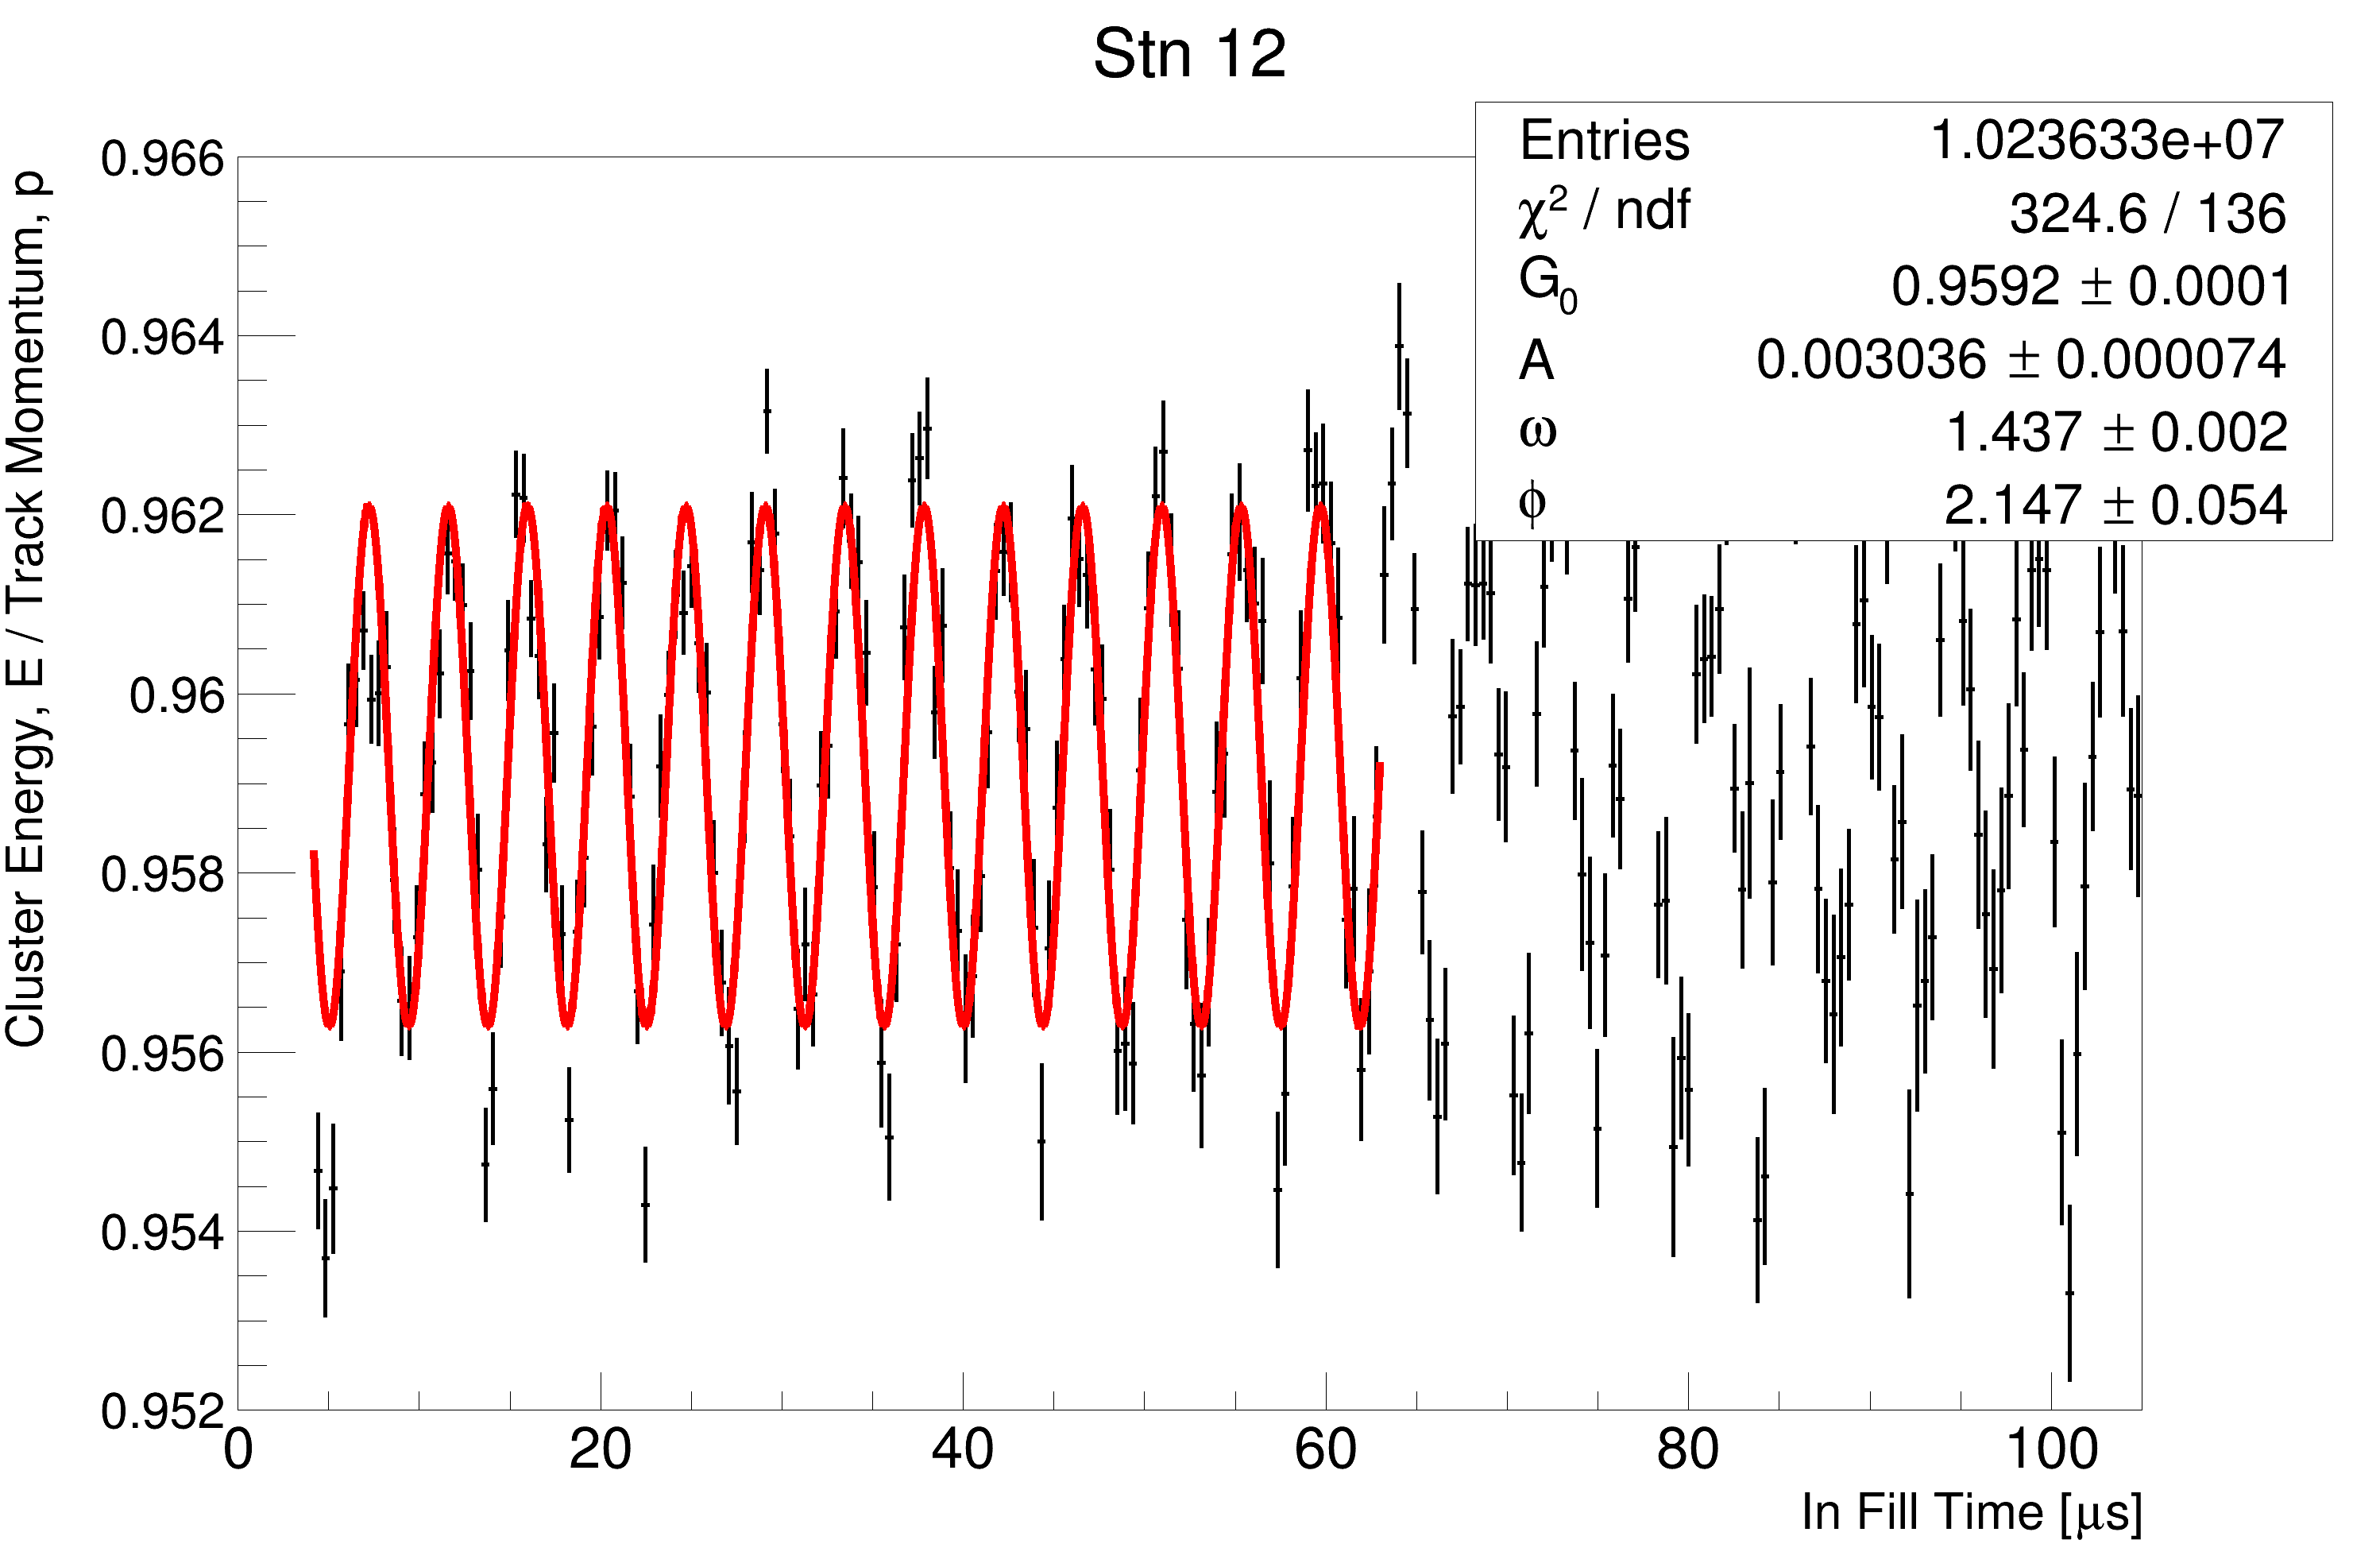 Stn 12
Entries 1.023633e+07
χ² / ndf 324.6 / 136
G₀ 0.9592 ± 0.0001
A 0.003036 ± 0.000074
ω 1.437 ± 0.002
ϕ 2.147 ± 0.054
Cluster Energy, E / Track Momentum, p
0.966
0.964
0.962
0.96
0.958
0.956
0.954
0.952
0 20 40 60 80 100
In Fill Time [μs]